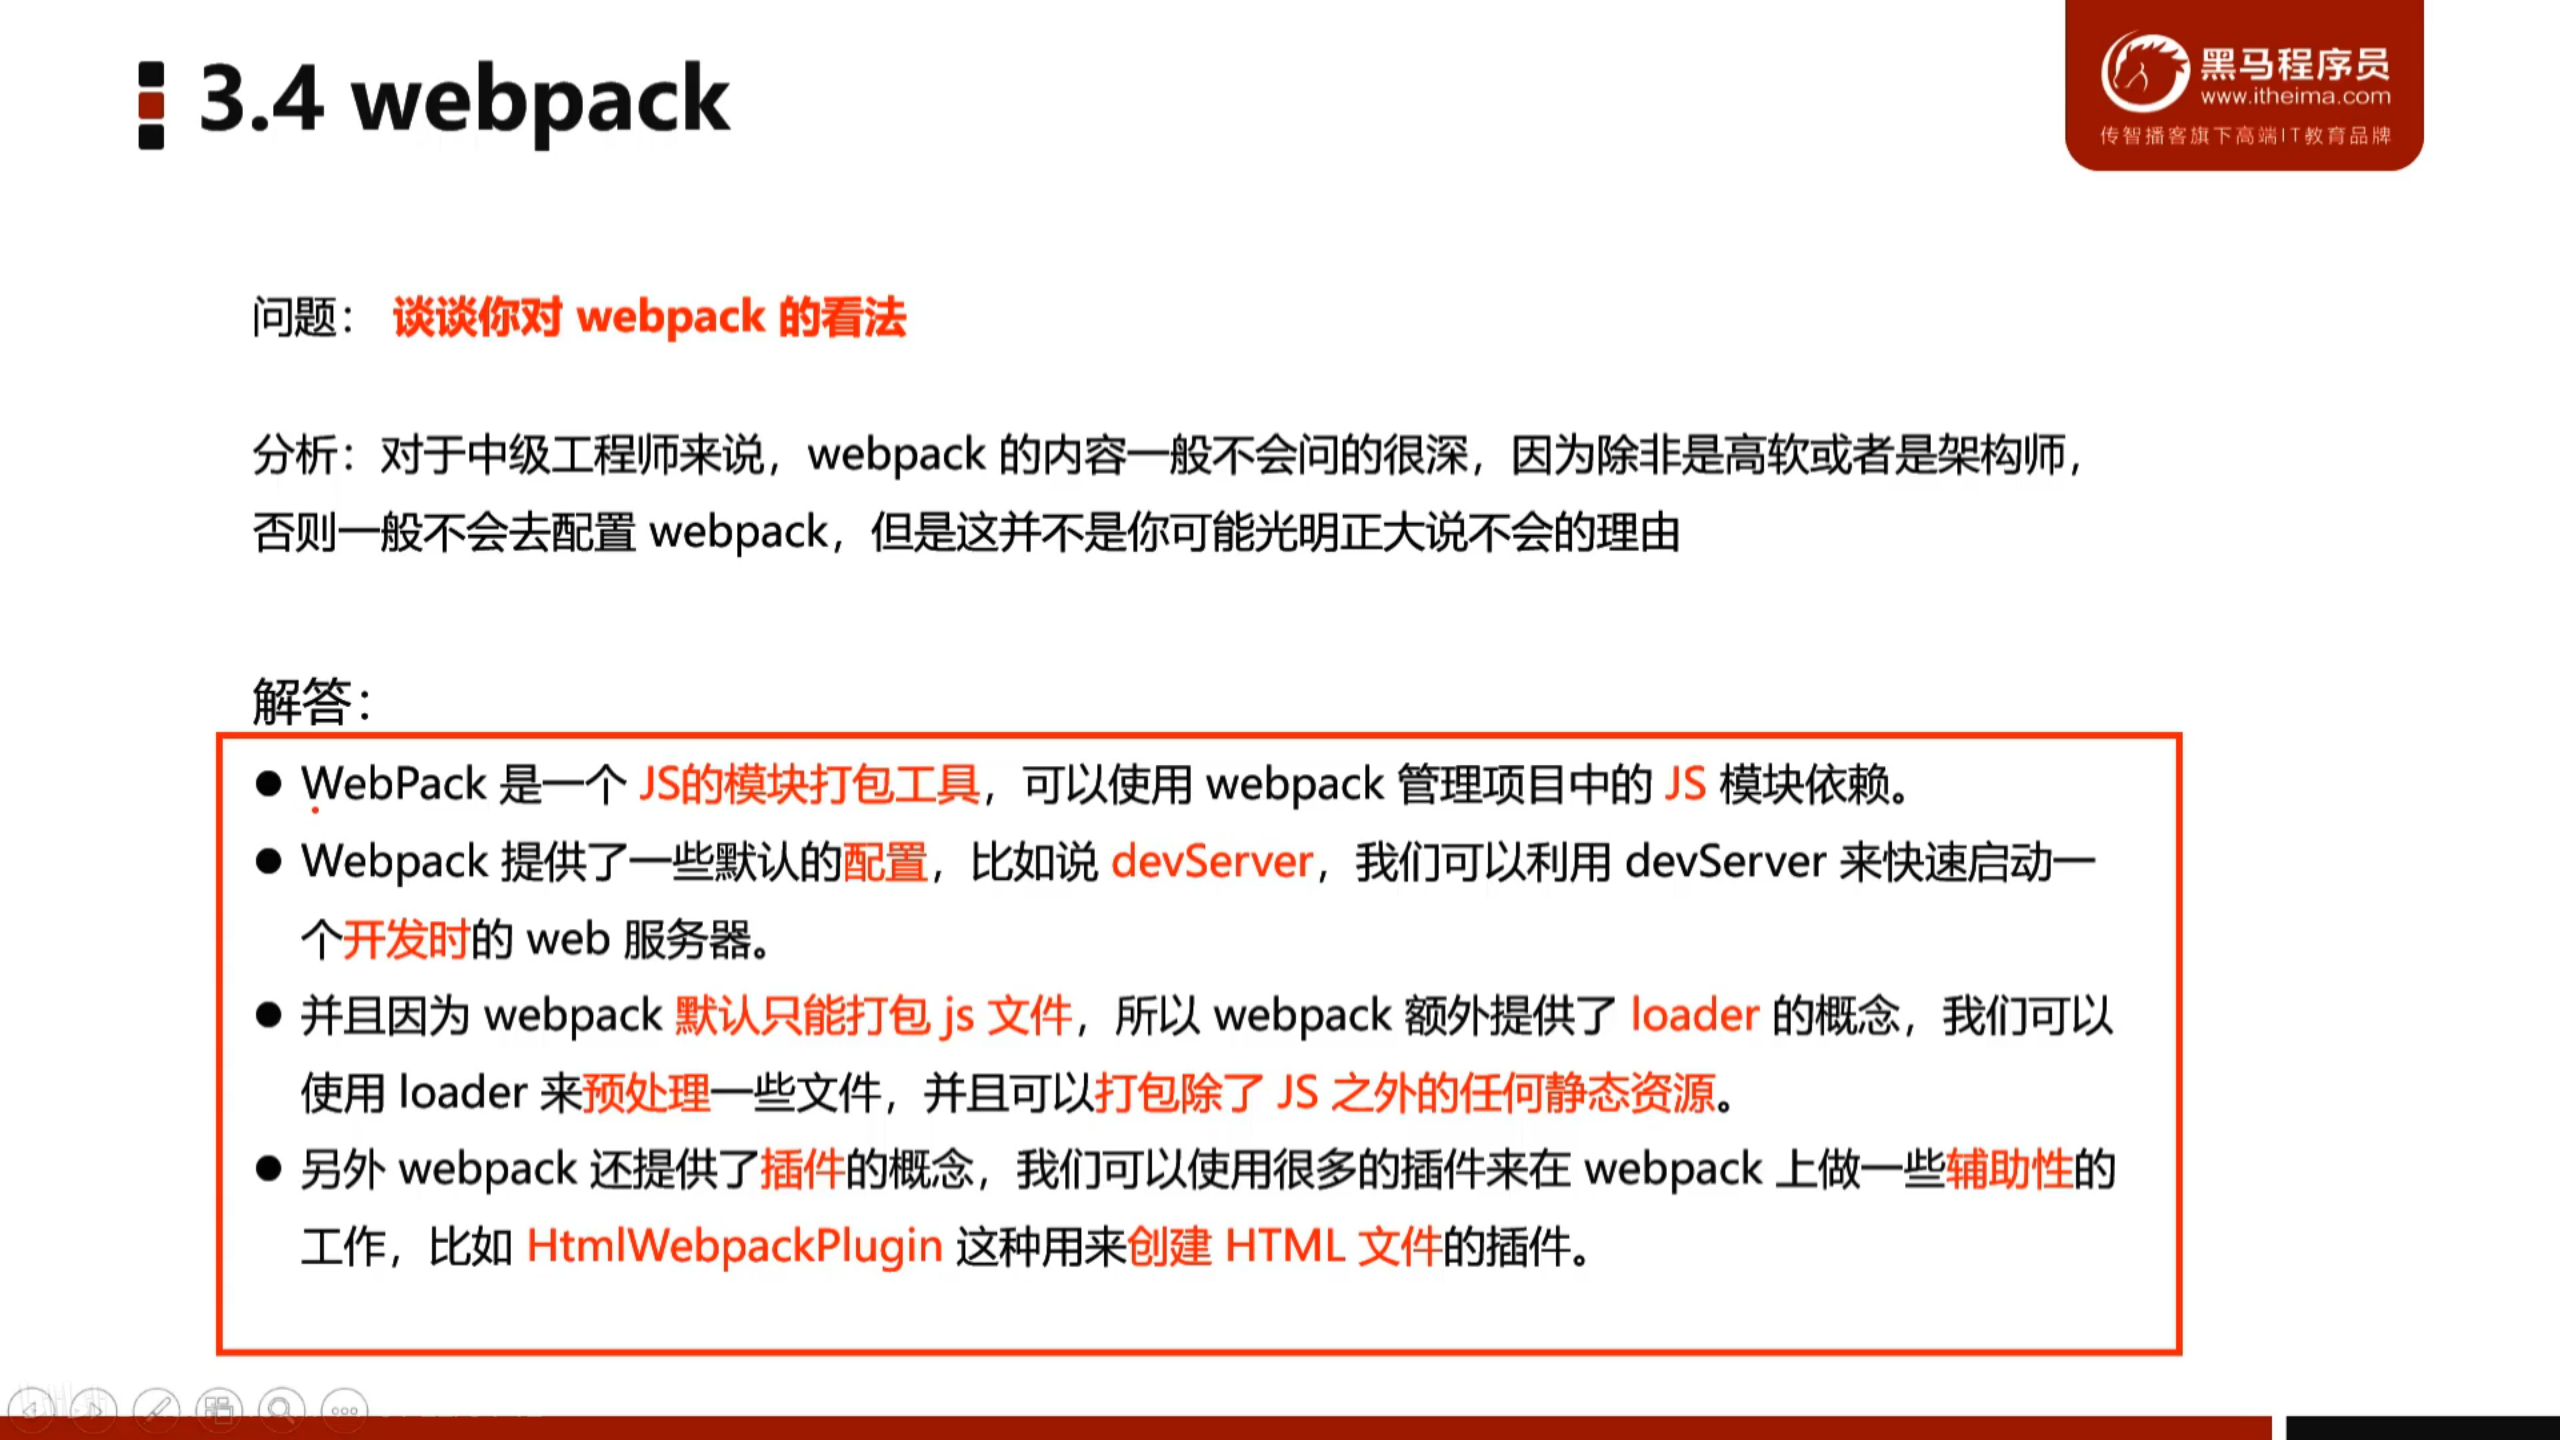 3.4 webpack
黑马程序员
www.itheima.com
传智播客旗下高端IT教育品牌
问题： 谈谈你对 webpack 的看法
分析：对于中级工程师来说，webpack 的内容一般不会问的很深，因为除非是高软或者是架构师，
否则一般不会去配置 webpack，但是这并不是你可能光明正大说不会的理由
解答：
● WebPack 是一个 JS的模块打包工具，可以使用 webpack 管理项目中的 JS 模块依赖。
● Webpack 提供了一些默认的配置，比如说 devServer，我们可以利用 devServer 来快速启动一
个开发时的 web 服务器。
● 并且因为 webpack 默认只能打包 js 文件，所以 webpack 额外提供了 loader 的概念，我们可以
使用 loader 来预处理一些文件，并且可以打包除了 JS 之外的任何静态资源。
● 另外 webpack 还提供了插件的概念，我们可以使用很多的插件来在 webpack 上做一些辅助性的
工作，比如 HtmlWebpackPlugin 这种用来创建 HTML 文件的插件。